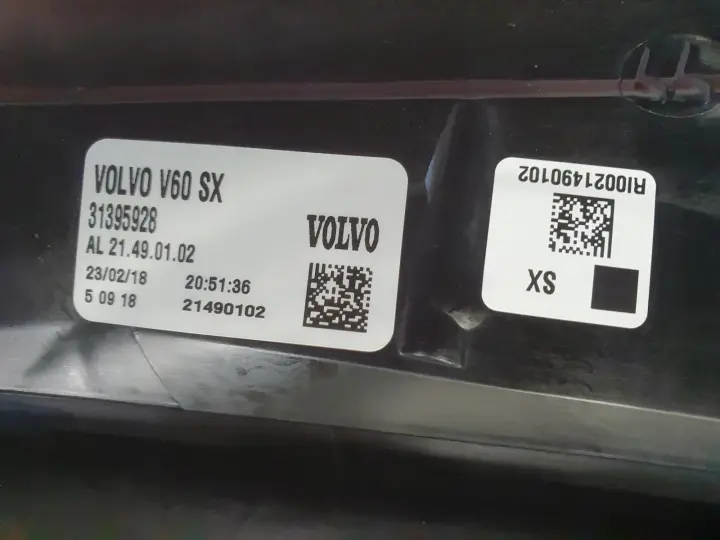 VOLVO V60 SX
31395928
AL 21.49.01.02
23/02/18 20:51:36
5 09 18 21490102
VOLVO
RI0021490102
SX